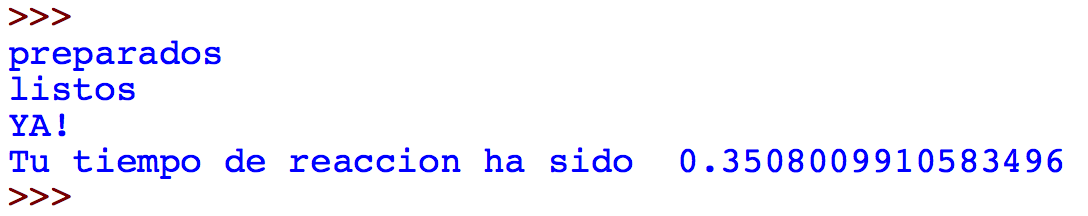 >>>
preparados
listos
YA!
Tu tiempo de reaccion ha sido  0.3508009910583496
>>>